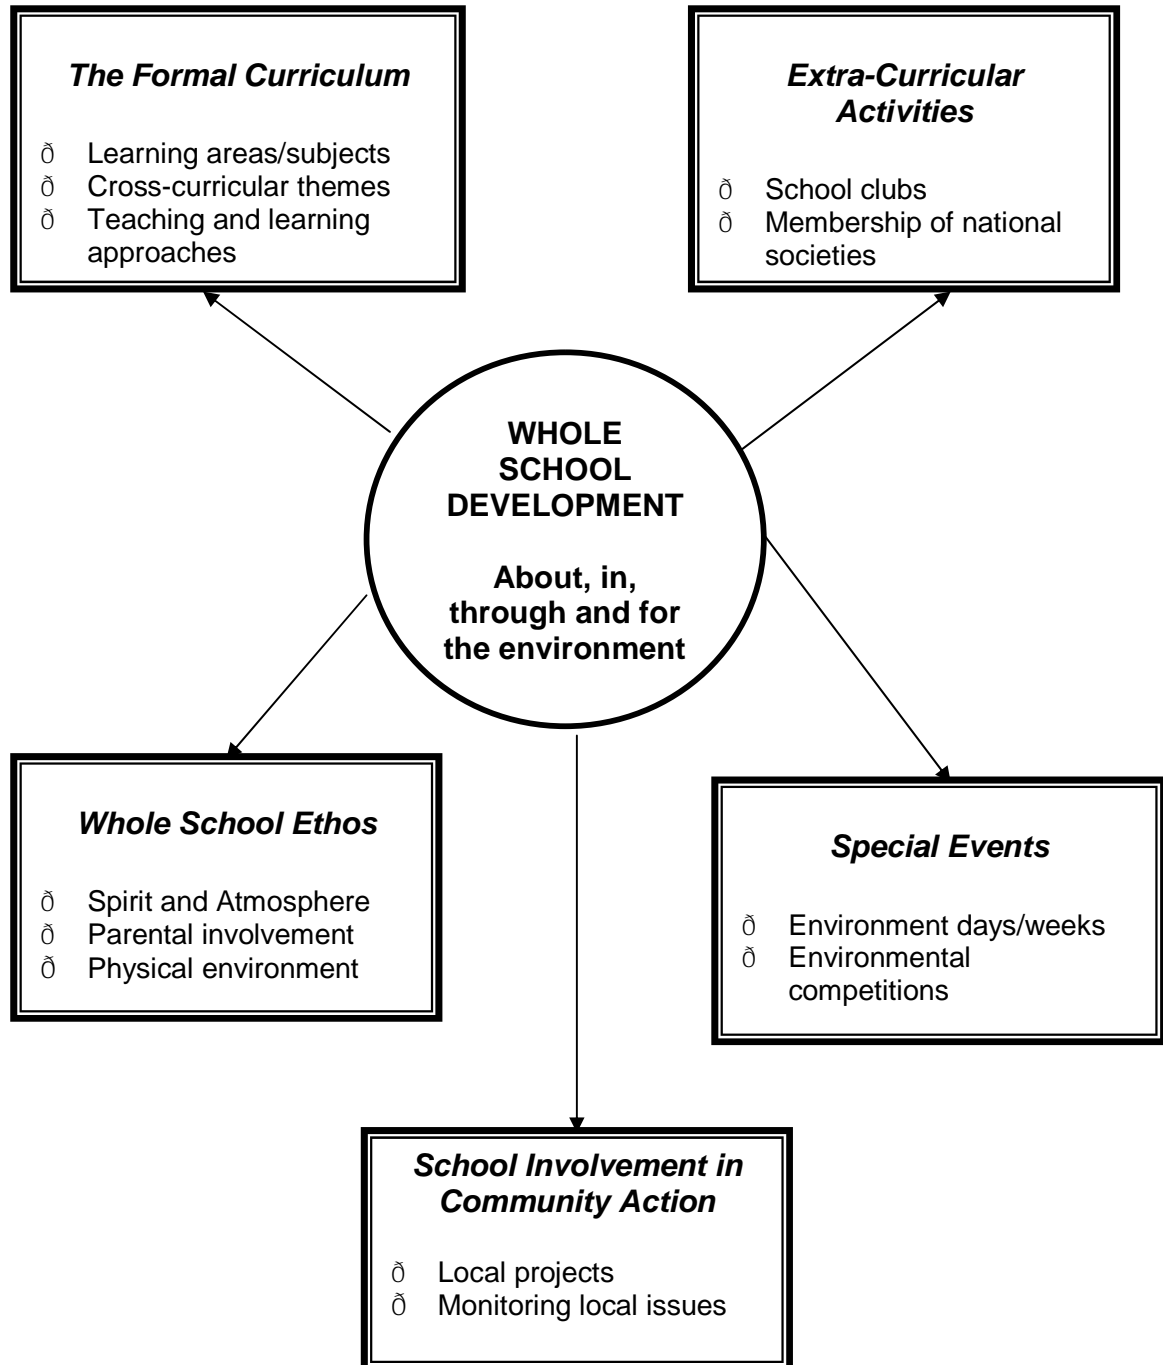 The Formal Curriculum
ð Learning areas/subjects
ð Cross-curricular themes
ð Teaching and learning
approaches
Extra-Curricular
Activities
ð School clubs
ð Membership of national
societies
WHOLE
SCHOOL
DEVELOPMENT
About, in,
through and for
the environment
Whole School Ethos
ð Spirit and Atmosphere
ð Parental involvement
ð Physical environment
Special Events
ð Environment days/weeks
ð Environmental
competitions
School Involvement in
Community Action
ð Local projects
ð Monitoring local issues